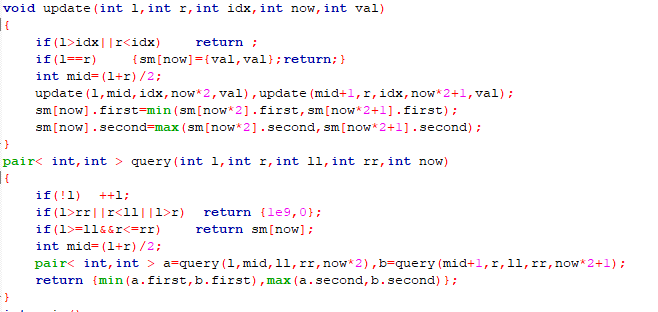 void update(int l,int r,int idx,int now,int val)
{
if(l>idx||r<idx) return ;
if(l==r) {sm[now]={val,val};return;}
int mid=(l+r)/2;
update(l,mid,idx,now*2,val),update(mid+1,r,idx,now*2+1,val);
sm[now].first=min(sm[now*2].first,sm[now*2+1].first);
sm[now].second=max(sm[now*2].second,sm[now*2+1].second);
}
pair< int,int > query(int l,int r,int ll,int rr,int now)
{
if(!l) ++l;
if(l>rr||r<ll||l>r) return {1e9,0};
if(l>=ll&&r<=rr) return sm[now];
int mid=(l+r)/2;
pair< int,int > a=query(l,mid,ll,rr,now*2),b=query(mid+1,r,ll,rr,now*2+1);
return {min(a.first,b.first),max(a.second,b.second)};
}